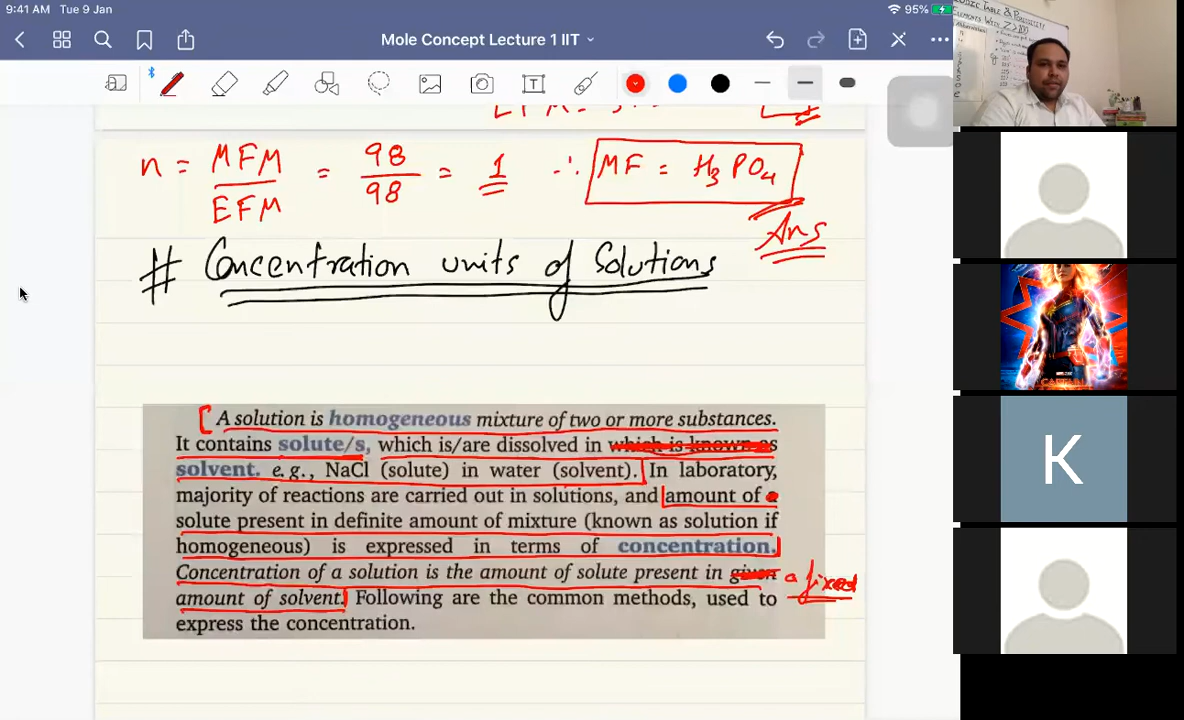 9:41 AM Tue 9 Jan
95%
Mole Concept Lecture 1 IIT
n = MFM / EFM = 98 / 98 = 1 ∴ MF = H3PO4
Ans
# Concentration units of Solutions
A solution is homogeneous mixture of two or more substances.
It contains solute/s, which is/are dissolved in which is known as
solvent. e.g., NaCl (solute) in water (solvent). In laboratory,
majority of reactions are carried out in solutions, and amount of
solute present in definite amount of mixture (known as solution if
homogeneous) is expressed in terms of concentration.
Concentration of a solution is the amount of solute present in given a fixed
amount of solvent. Following are the common methods, used to
express the concentration.
K